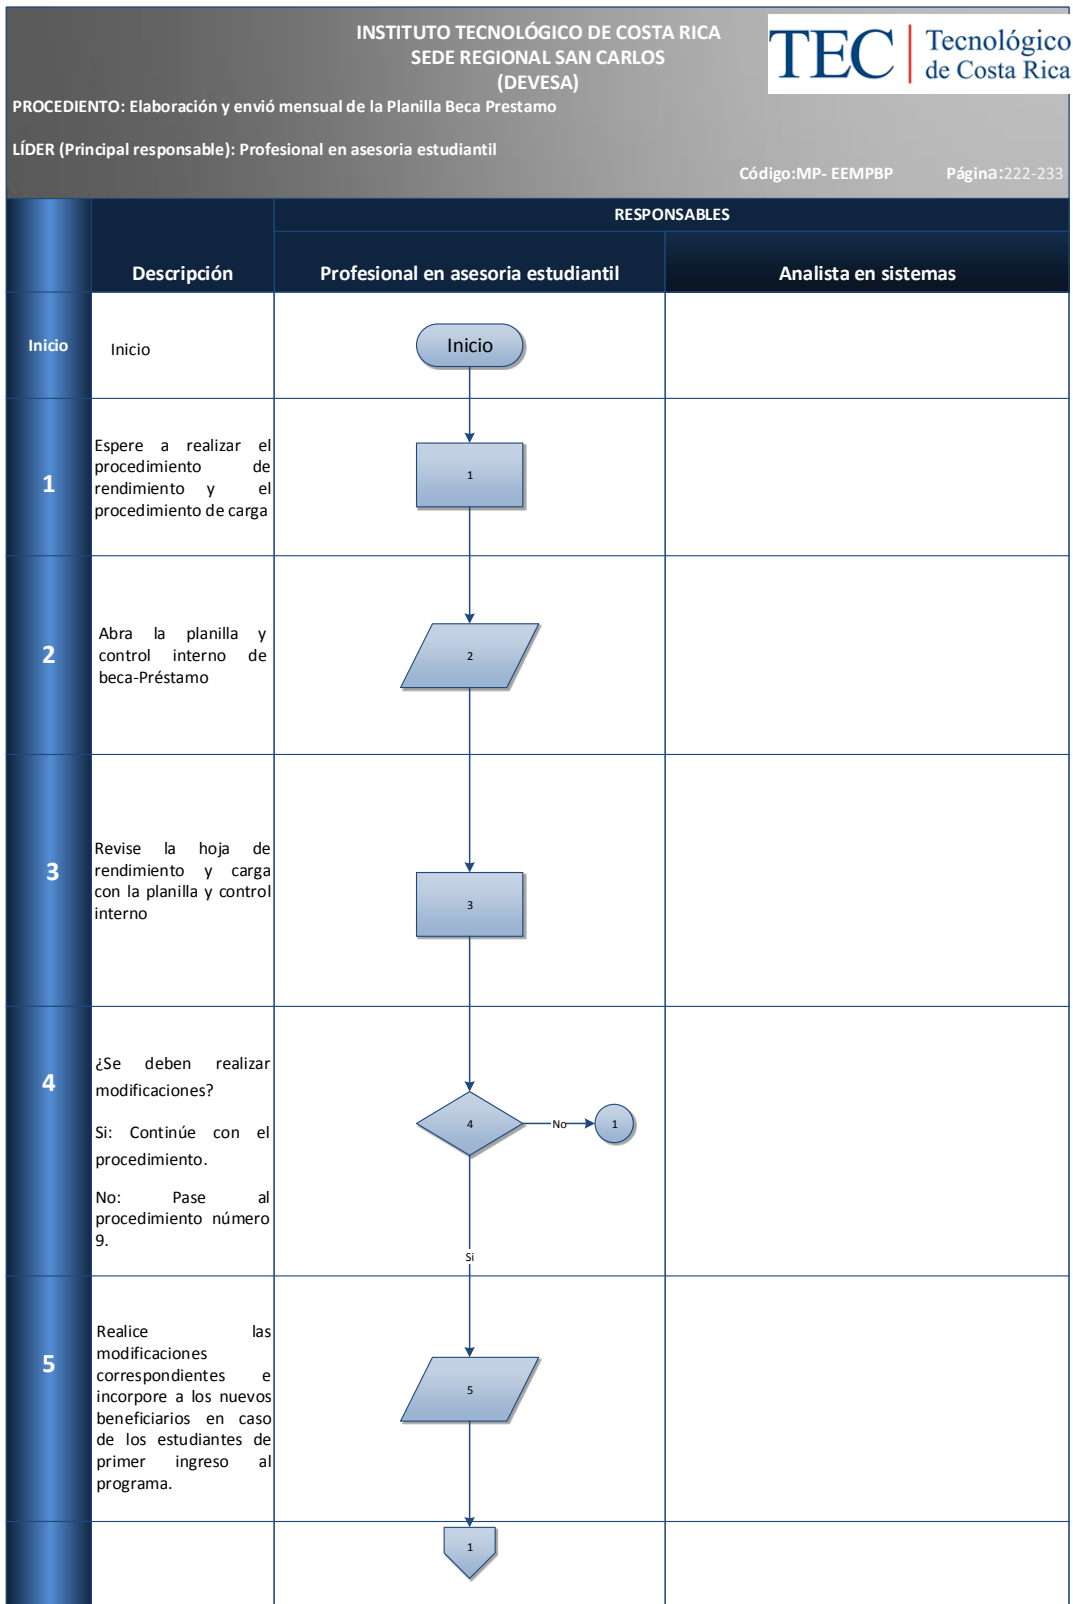 INSTITUTO TECNOLÓGICO DE COSTA RICA
SEDE REGIONAL SAN CARLOS
(DEVESA)
TEC | Tecnológico
de Costa Rica
PROCEDIENTO: Elaboración y envió mensual de la Planilla Beca Prestamo
LÍDER (Principal responsable): Profesional en asesoria estudiantil
Código:MP- EEMPBP Página:222-233
RESPONSABLES
Descripción Profesional en asesoria estudiantil Analista en sistemas
Inicio Inicio Inicio
1
Espere a realizar el
procedimiento de
rendimiento y el
procedimiento de carga
1
2
Abra la planilla y
control interno de
beca-Préstamo
2
3
Revise la hoja de
rendimiento y carga
con la planilla y control
interno
3
4
¿Se deben realizar
modificaciones?
Si: Continúe con el
procedimiento.
No: Pase al
procedimiento número
9.
4 No 1
Si
5
Realice las
modificaciones
correspondientes e
incorpore a los nuevos
beneficiarios en caso
de los estudiantes de
primer ingreso al
programa.
5
1